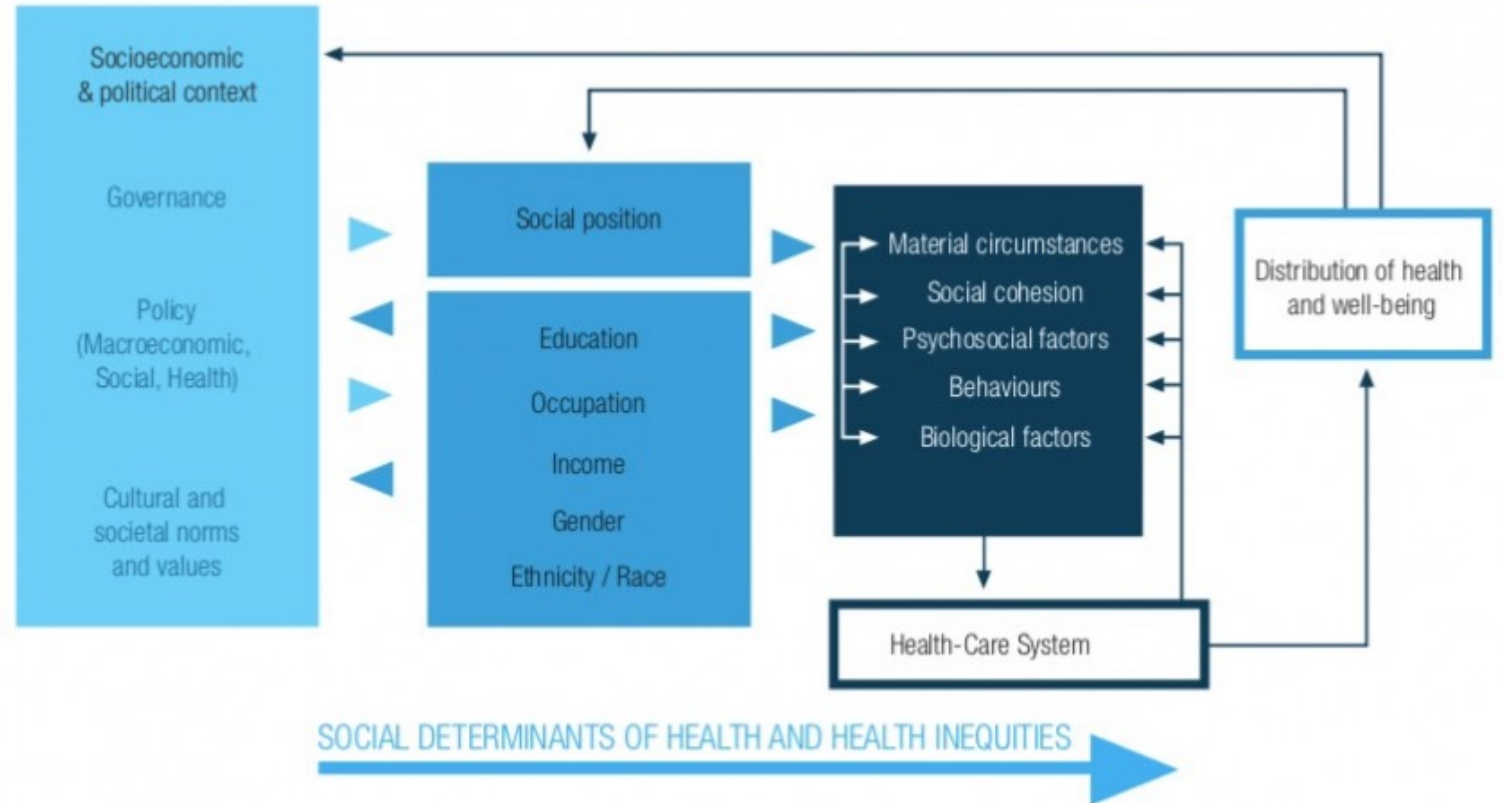 Socioeconomic
& political context
Governance
Policy
(Macroeconomic,
Social, Health)
Cultural and
societal norms
and values
Social position
Education
Occupation
Income
Gender
Ethnicity / Race
Material circumstances
Social cohesion
Psychosocial factors
Behaviours
Biological factors
Health-Care System
Distribution of health
and well-being
SOCIAL DETERMINANTS OF HEALTH AND HEALTH INEQUITIES